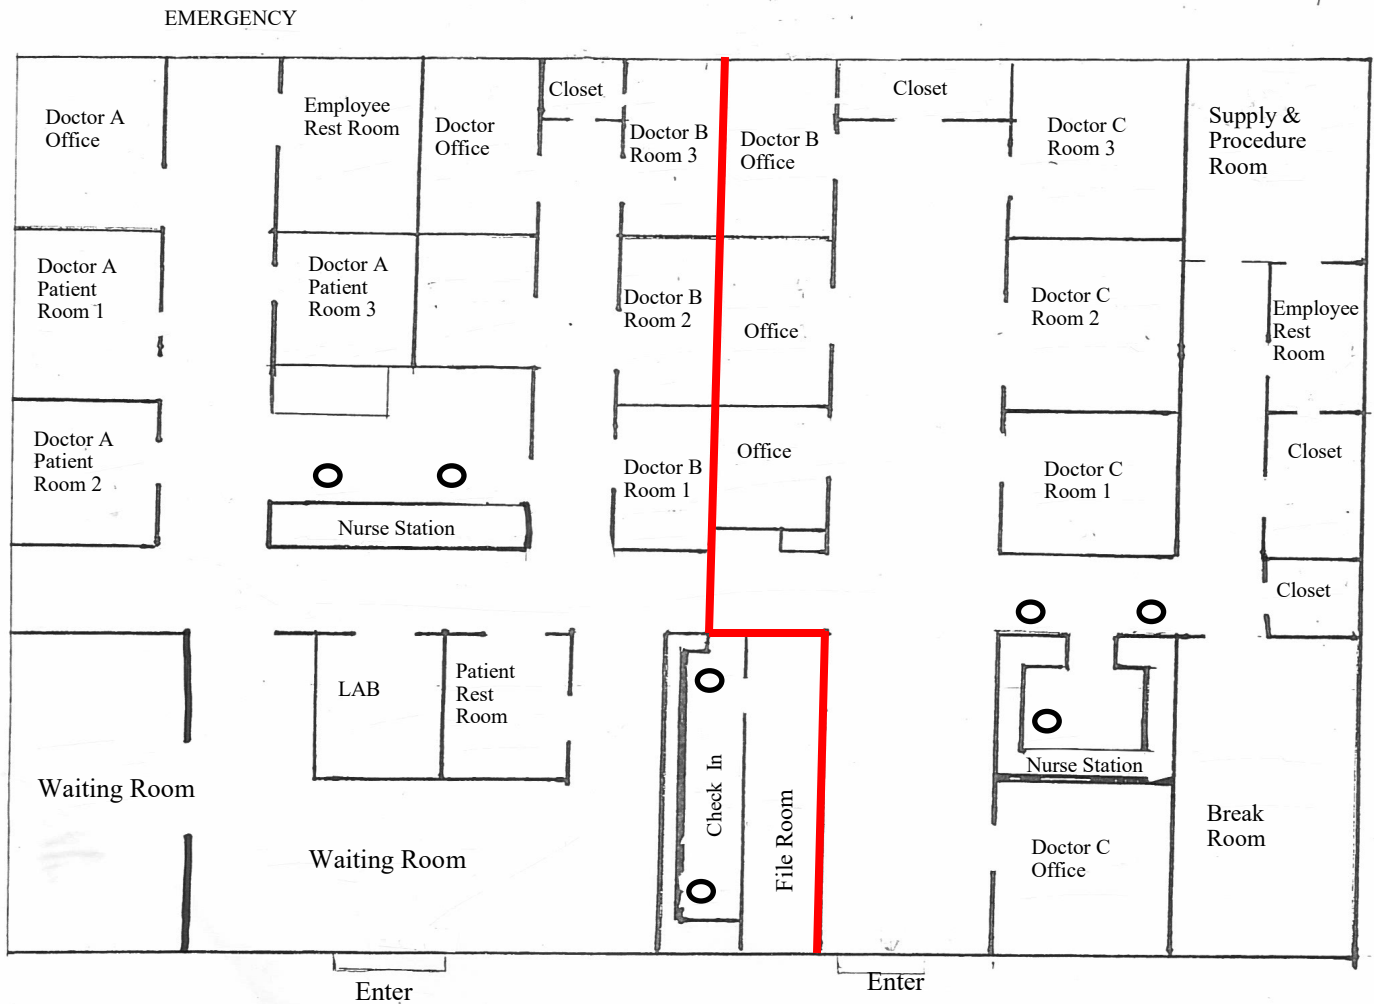 EMERGENCY
Doctor A
Office
Employee
Rest Room
Doctor
Office
Closet
Doctor B
Room 3
Doctor B
Office
Closet
Doctor C
Room 3
Supply &
Procedure
Room
Doctor A
Patient
Room 1
Doctor A
Patient
Room 3
Doctor B
Room 2
Office
Doctor C
Room 2
Employee
Rest
Room
Doctor A
Patient
Room 2
Doctor B
Room 1
Office
Doctor C
Room 1
Closet
Nurse Station
Closet
LAB
Patient
Rest
Room
Waiting Room
Waiting Room
Check In
File Room
Nurse Station
Doctor C
Office
Break
Room
Enter
Enter